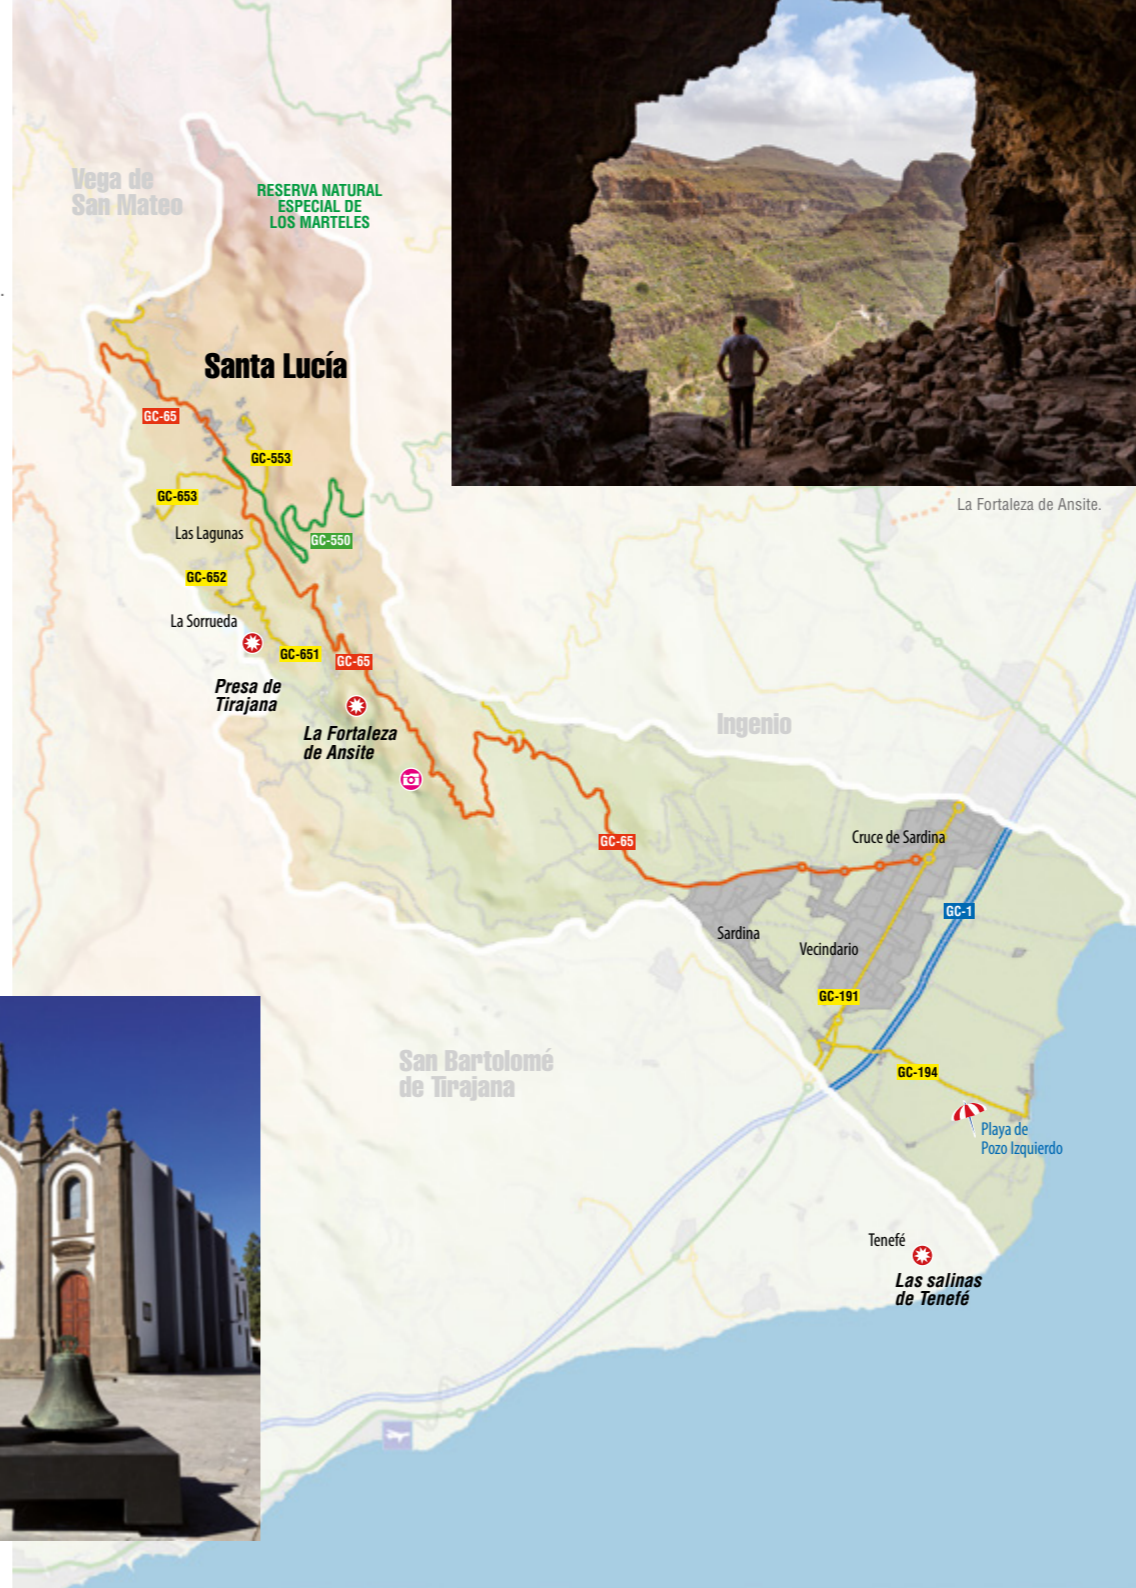 Vega de
San Mateo
RESERVA NATURAL
ESPECIAL DE
LOS MARTELES
Santa Lucía
GC-65
GC-553
GC-653
La Fortaleza de Ansite.
Las Lagunas
GC-550
GC-652
La Sorrueda
GC-651
GC-65
Presa de
Tirajana
La Fortaleza
de Ansite
Ingenio
GC-65
Cruce de Sardina
GC-1
Sardina
Vecindario
GC-191
San Bartolomé
de Tirajana
GC-194
Playa de
Pozo Izquierdo
Tenefé
Las salinas
de Tenefé